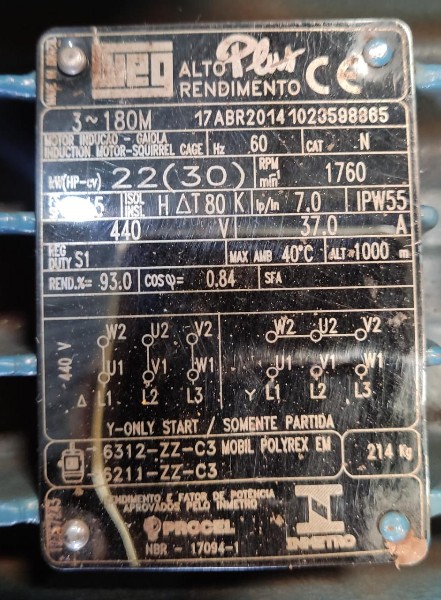 WEG ALTO Plus
RENDIMENTO CE
3~180M 17ABR2014 1023598865
MOTOR INDUCAO - GAIOLA
INDUCTION MOTOR-SQUIRREL CAGE Hz 60 CAT N
kW(HP-cv) 22(30) RPM
min-1 1760
ISOL
INSL H ΔT 80 K Ip/In 7.0 IPW55
440 V 37.0 A
REG
DUTY S1 MAX AMB 40°C ALT 1000 m
REND.%= 93.0 COSφ= 0.84 SFA
W2 U2 V2 W2 U2 V2
440 V
U1 V1 W1 U1 V1 W1
Δ L1 L2 L3 Y L1 L2 L3
Y-ONLY START / SOMENTE PARTIDA
6312-ZZ-C3 MOBIL POLYREX EM 214 Kg
6211-ZZ-C3
RENDIMENTO E FATOR DE POTÊNCIA
APROVADOS PELO INMETRO
PROCEL INMETRO
NBR - 17094-1